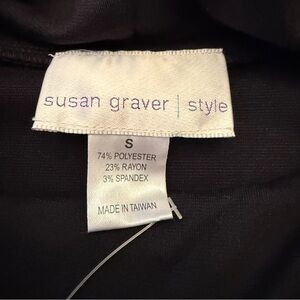 susan graver | style
S
74% POLYESTER
23% RAYON
3% SPANDEX
MADE IN TAIWAN